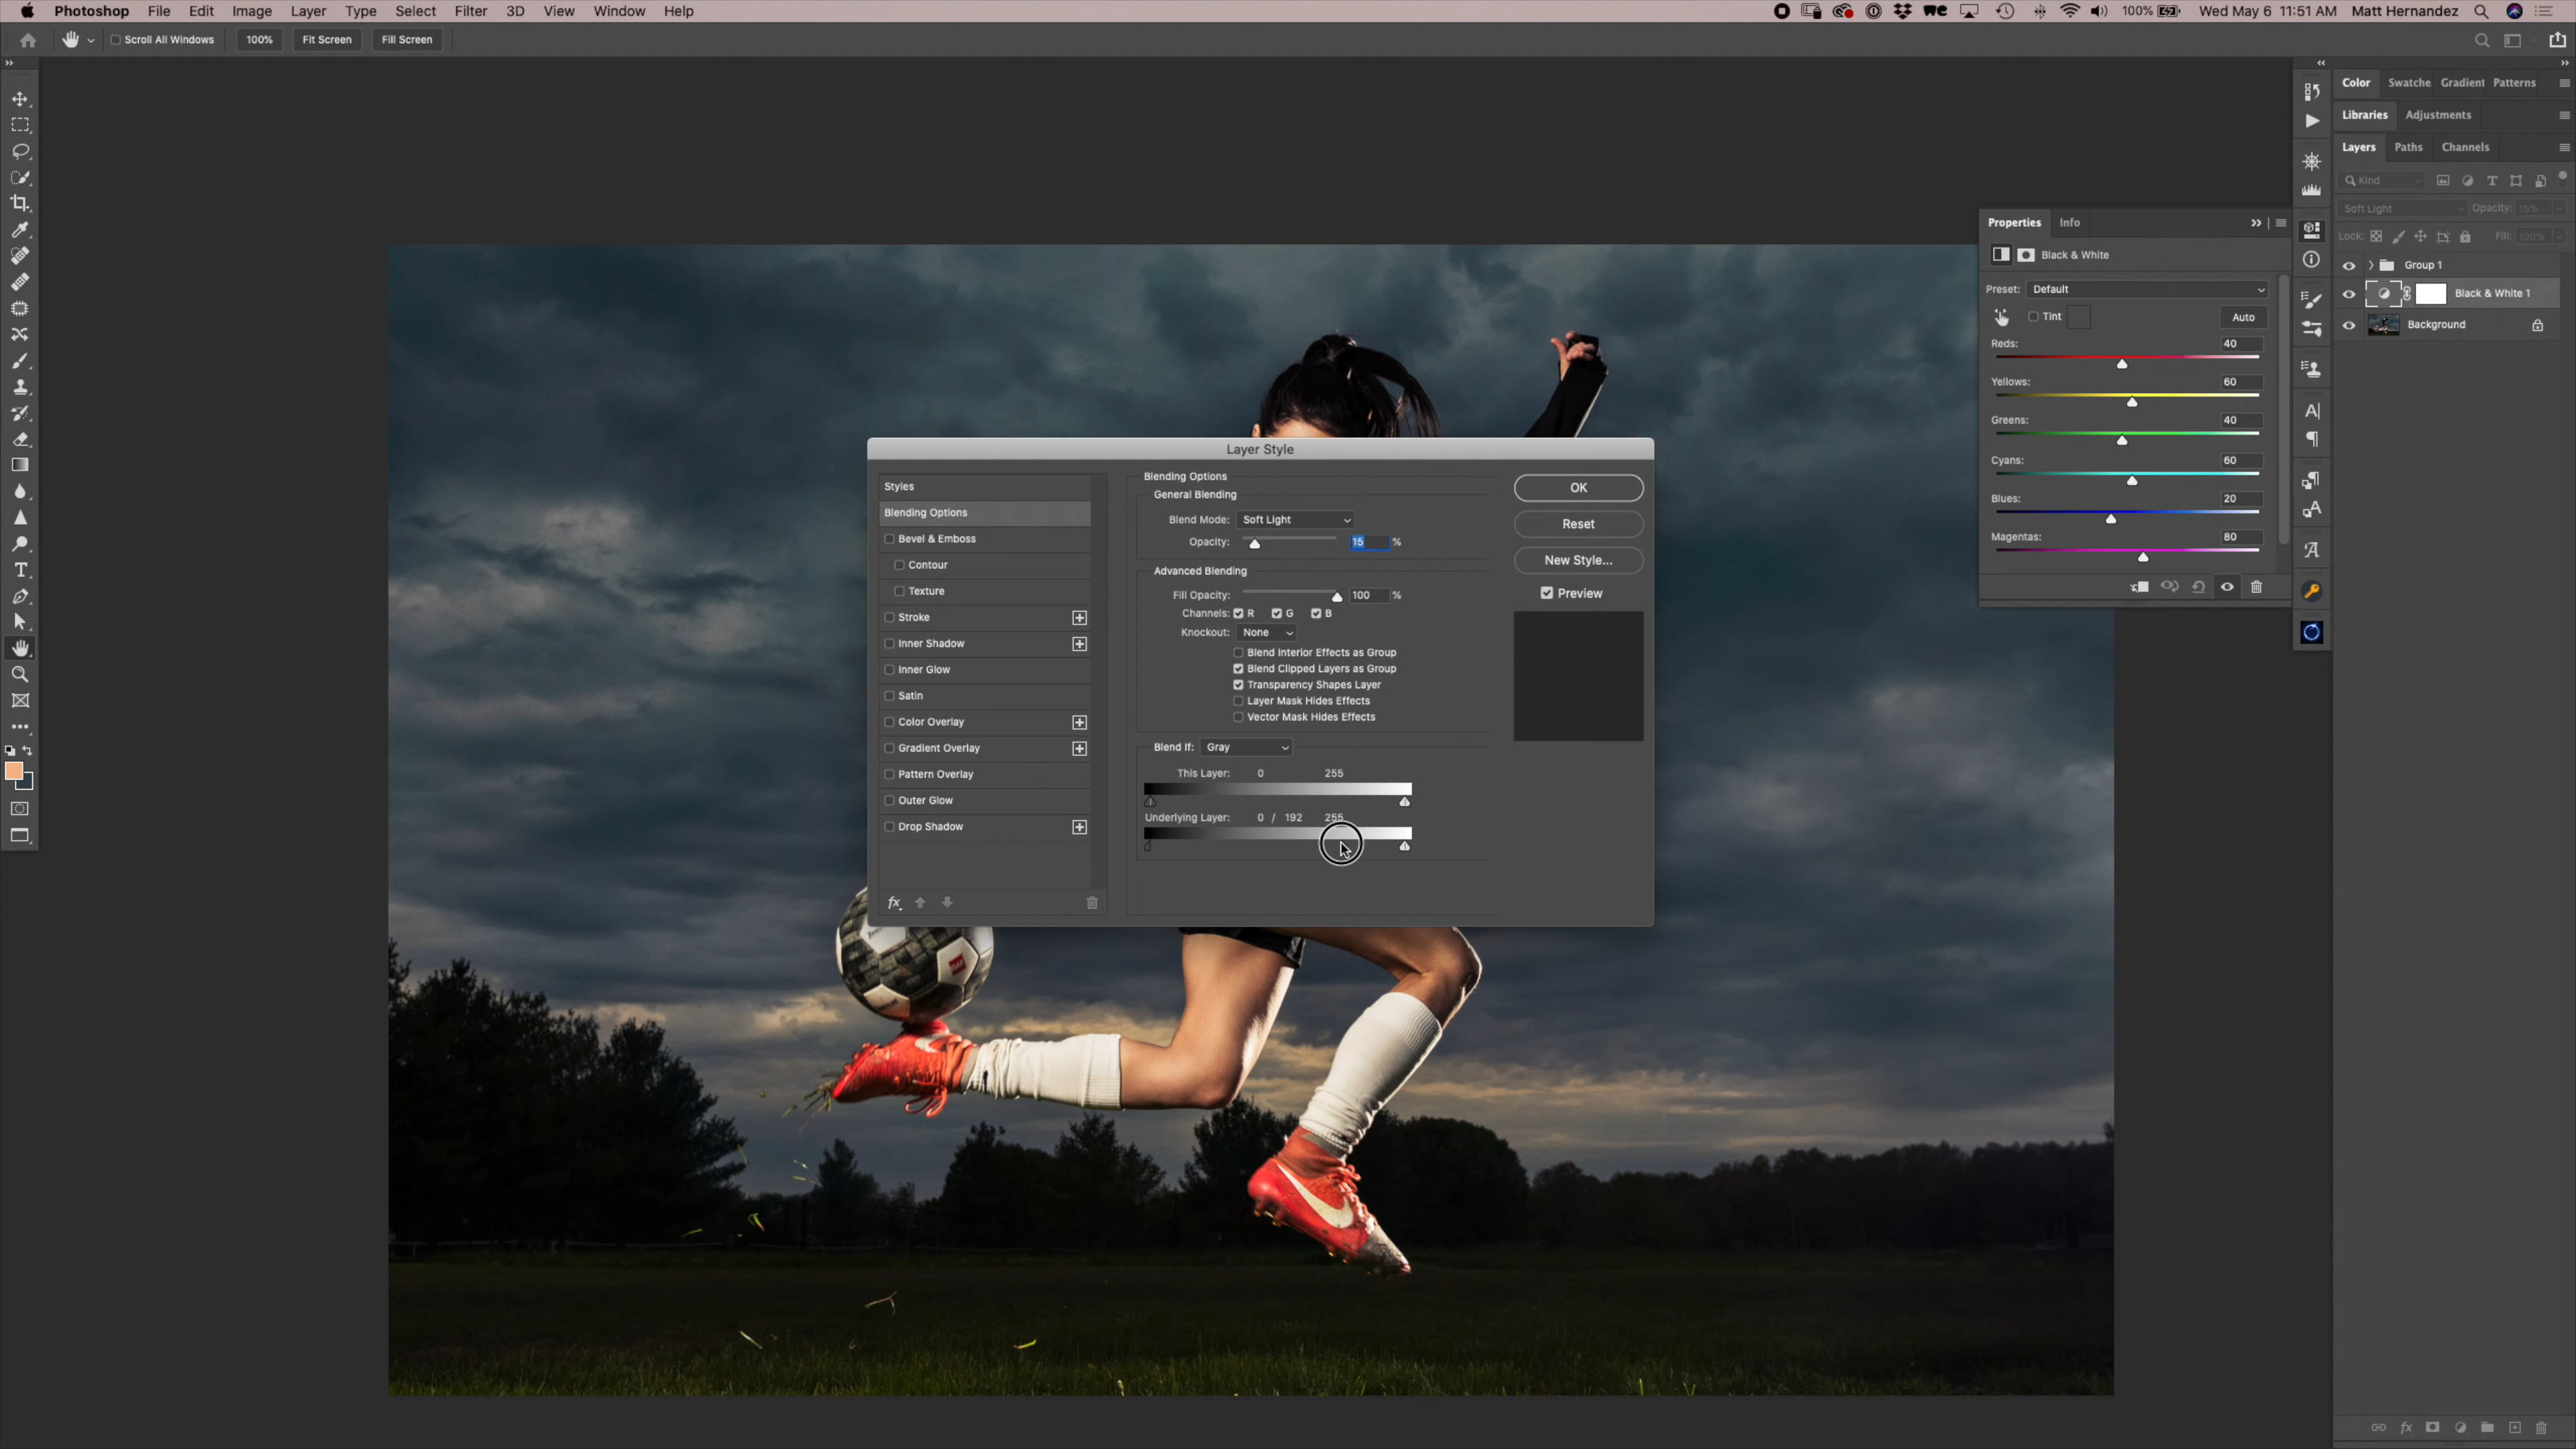 Photoshop File Edit Image Layer Type Select Filter 3D View Window Help
100% Wed May 6 11:51 AM Matt Hernandez
Scroll All Windows 100% Fit Screen Fill Screen
Color Swatche Gradient Patterns
Libraries Adjustments
Layers Paths Channels
Kind
Soft Light Opacity: 15%
Lock: Fill: 100%
Group 1
Black & White 1
Background
Properties Info
Black & White
Preset: Default
Tint Auto
Reds: 40
Yellows: 60
Greens: 40
Cyans: 60
Blues: 20
Magentas: 80
Layer Style
Styles
Blending Options
Bevel & Emboss
Contour
Texture
Stroke
Inner Shadow
Inner Glow
Satin
Color Overlay
Gradient Overlay
Pattern Overlay
Outer Glow
Drop Shadow
fx
Blending Options
General Blending
Blend Mode: Soft Light
Opacity: 15 %
Advanced Blending
Fill Opacity: 100 %
Channels: R G B
Knockout: None
Blend Interior Effects as Group
Blend Clipped Layers as Group
Transparency Shapes Layer
Layer Mask Hides Effects
Vector Mask Hides Effects
Blend If: Gray
This Layer: 0 255
Underlying Layer: 0 / 192 255
OK
Reset
New Style...
Preview
fx